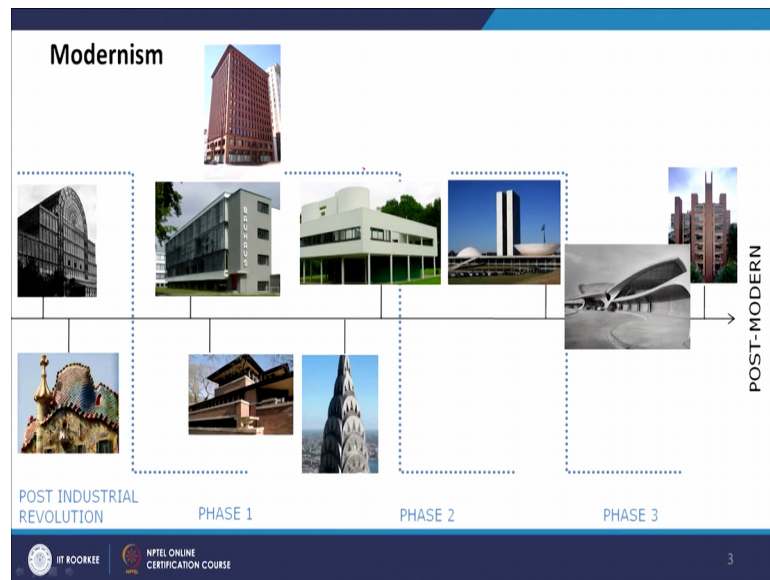 Modernism
BAUHAUS
POST-MODERN
POST INDUSTRIAL
REVOLUTION
PHASE 1
PHASE 2
PHASE 3
IIT ROORKEE
NPTEL ONLINE
CERTIFICATION COURSE
3